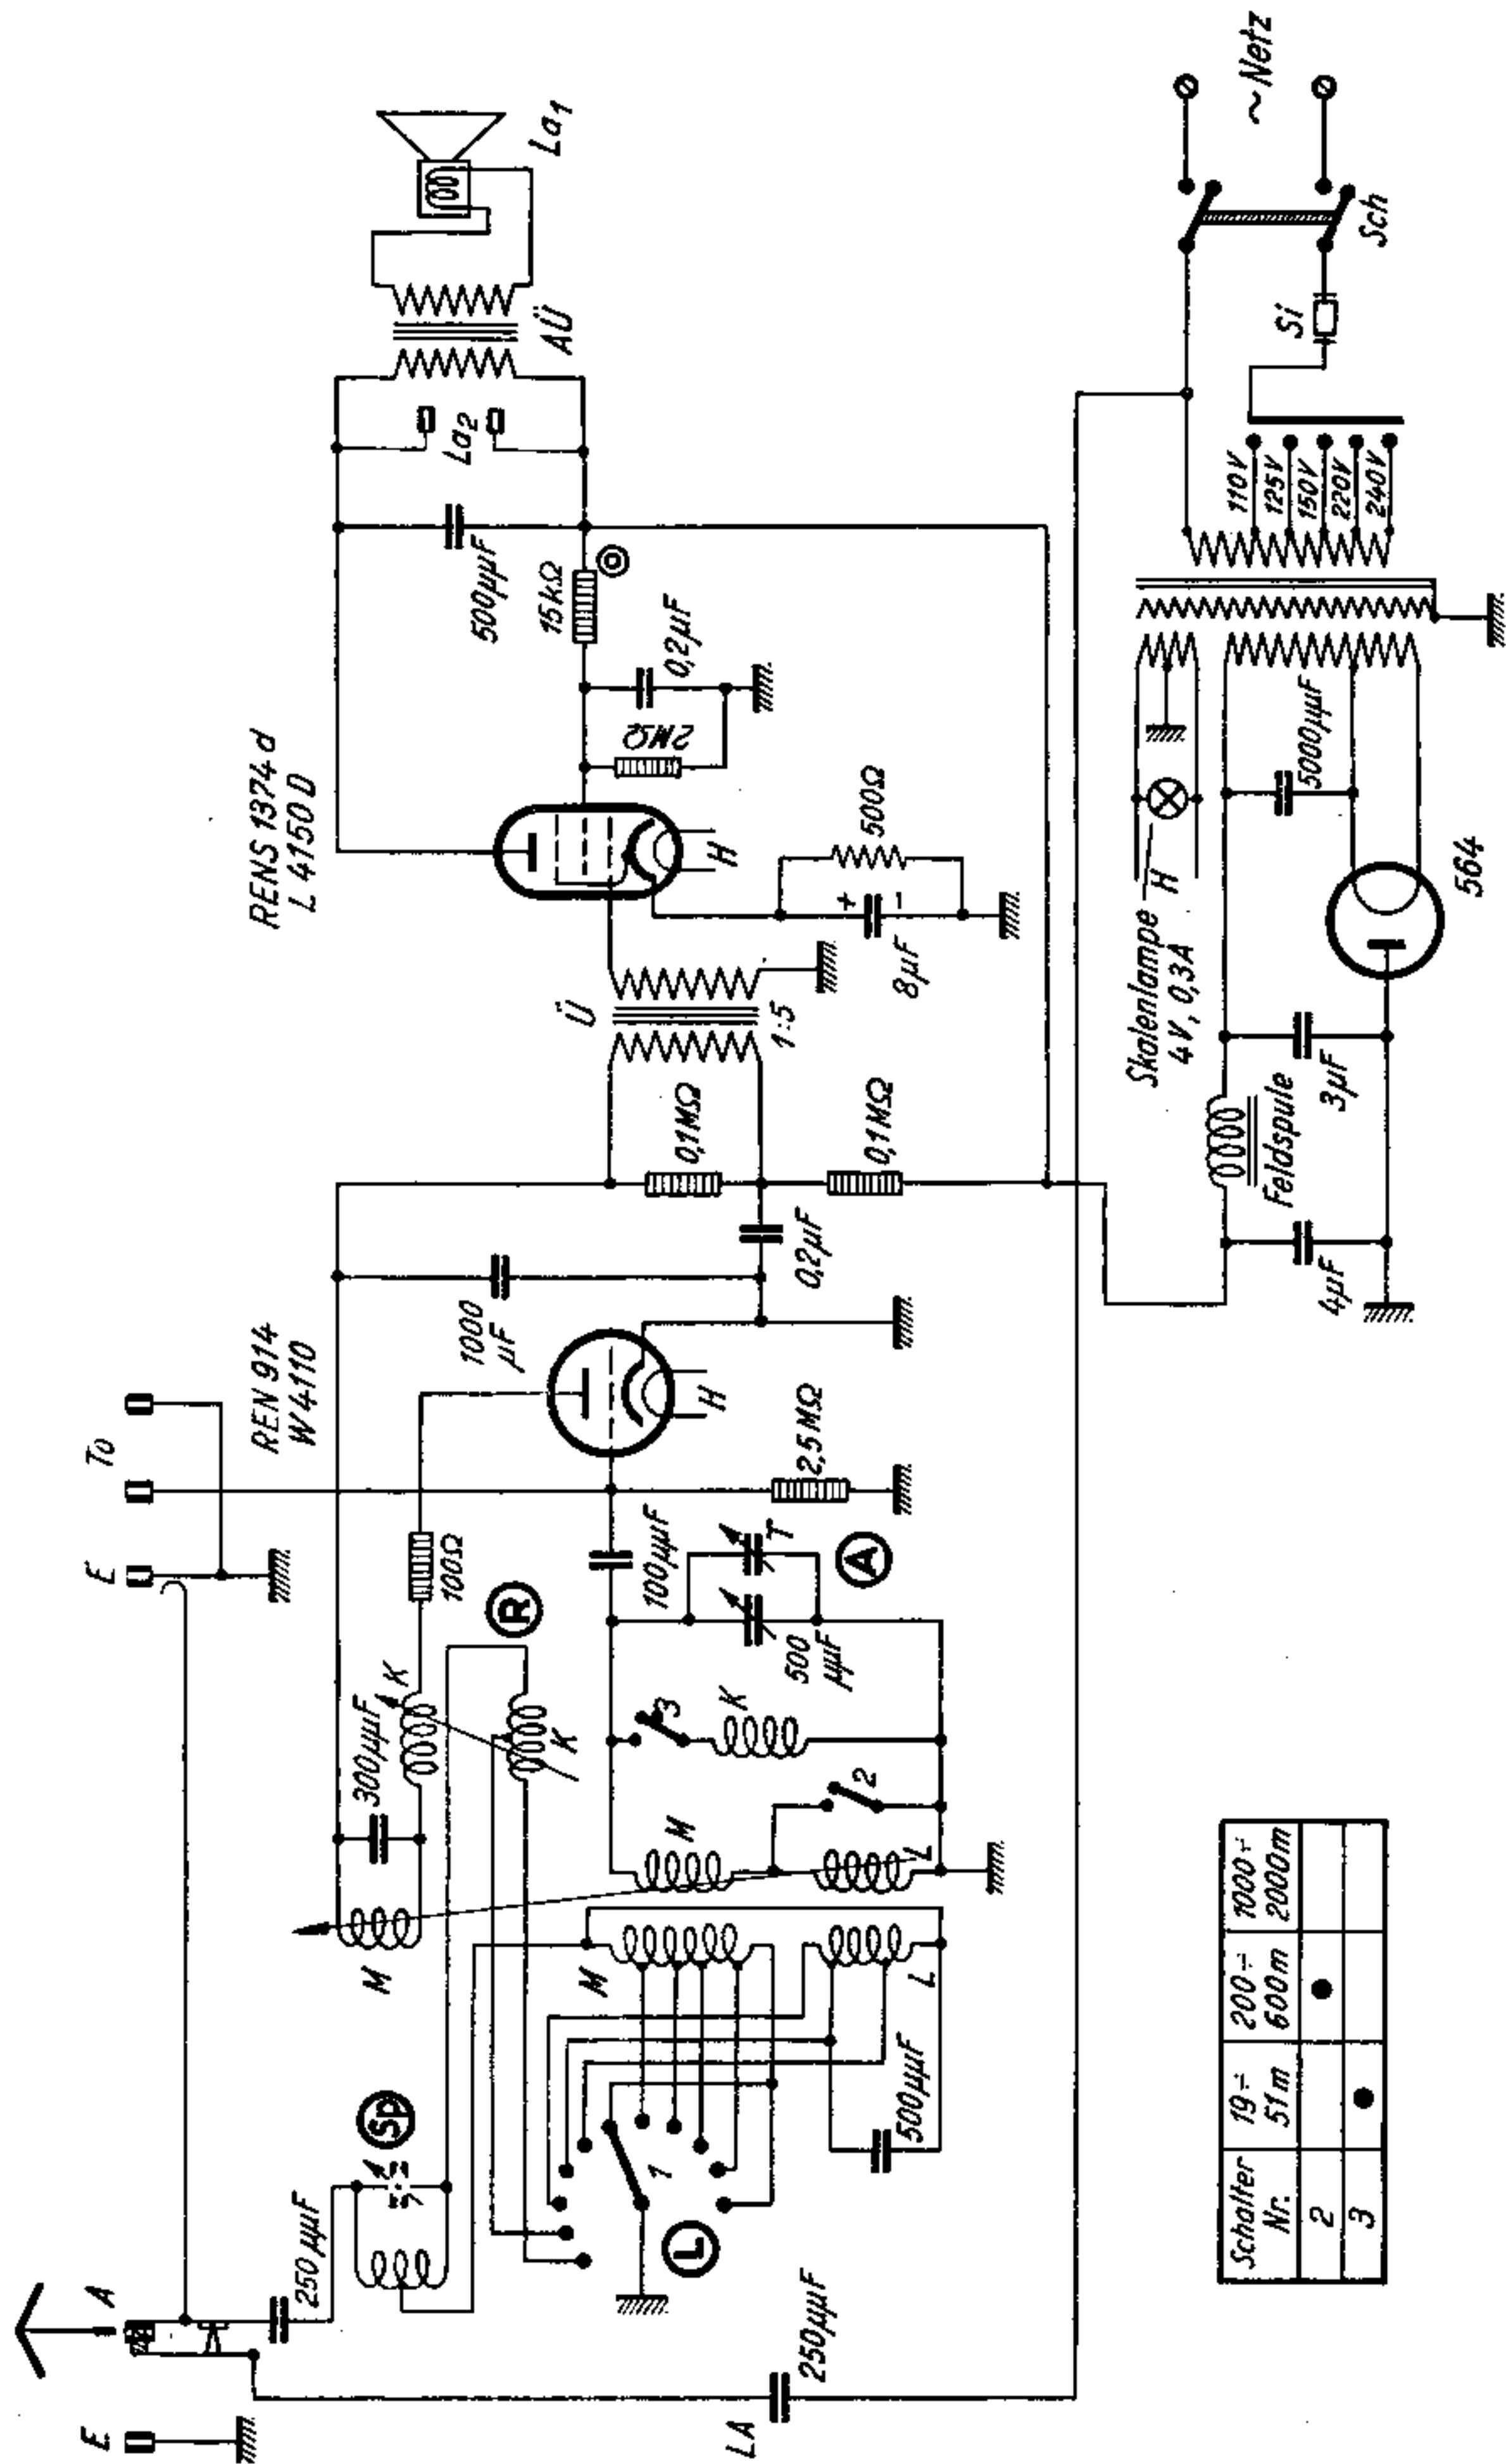 E
A
E
To
LA
250µµF
250µµF
Sp
L
1
500µµF
M
M
L
M
L
2
3
K
K
K
R
300µµF
100Ω
100µµF
500
µµF
T
A
2,5MΩ
REN 914
W4110
H
1000
µF
0,2µF
0,1MΩ
0,1MΩ
Ü
1:5
RENS 1374 d
L 4150 D
H
8µF
+
-
500Ω
2MΩ
0,2µF
15kΩ
500µµF
La2
AÜ
La1
4µF
Feldspule
3µF
564
Skalenlampe
4V, 0,3A
H
5000µµF
110V
125V
150V
220V
240V
Si
Sch
~Netz
Schalter
Nr.
19÷
51m
200÷
600m
1000÷
2000m
2
3